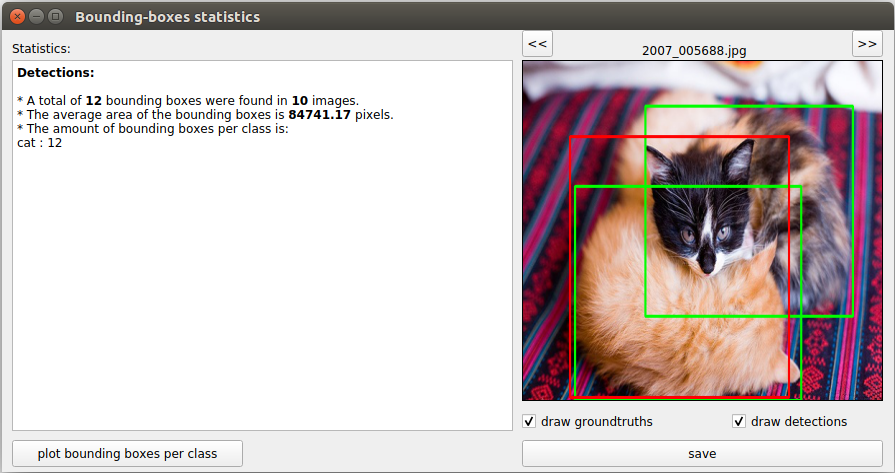 Bounding-boxes statistics
Statistics:
<< 2007_005688.jpg >>
Detections:
* A total of 12 bounding boxes were found in 10 images.
* The average area of the bounding boxes is 84741.17 pixels.
* The amount of bounding boxes per class is:
cat : 12
draw groundtruths draw detections
plot bounding boxes per class save